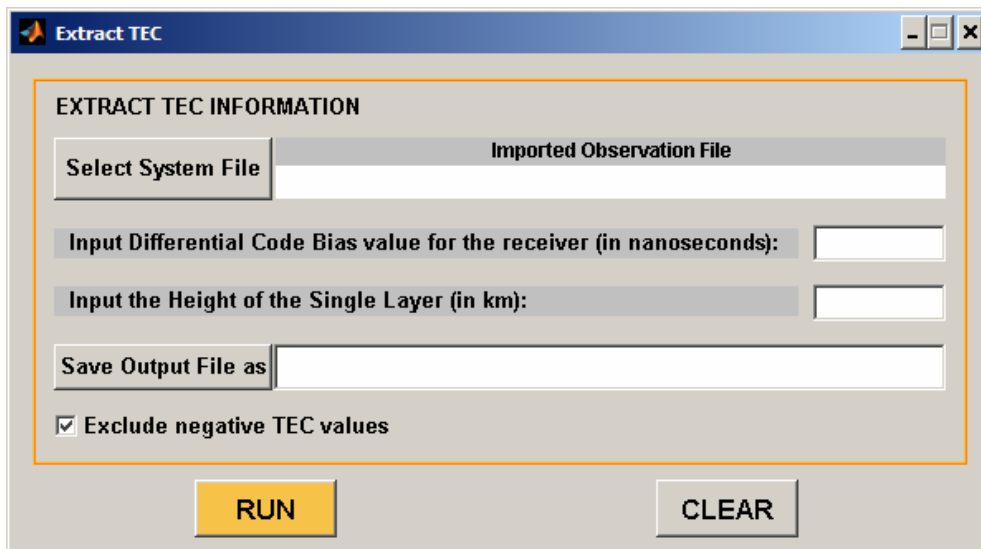 Extract TEC
EXTRACT TEC INFORMATION
Select System File
Imported Observation File
Input Differential Code Bias value for the receiver (in nanoseconds):
Input the Height of the Single Layer (in km):
Save Output File as
Exclude negative TEC values
RUN
CLEAR